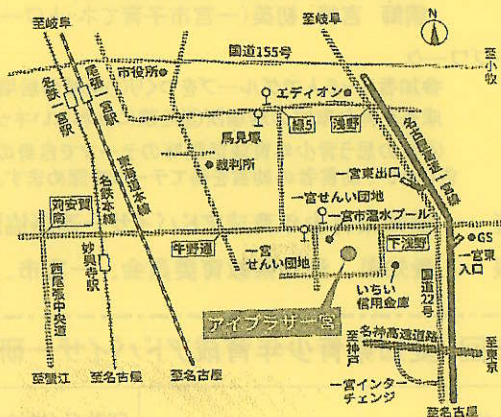 至岐阜
至岐阜
N
国道155号
至小牧
名鉄一宮駅
尾張一宮駅
市役所
エディオン
緑5
浅野
馬見塚
名古屋高速一宮線
裁判所
一宮東出口
一宮せんい団地
一宮市温水プール
苅安賀南
東海道本線
名鉄本線
妙興寺駅
牛野通
一宮せんい団地
下浅野
GS
一宮東入口
西尾張中央道
いちい信用金庫
国道22号
アイプラザ一宮
名神高速道路
至神戸
至東京
至蟹江
至名古屋
至名古屋
一宮インターチェンジ
至名古屋